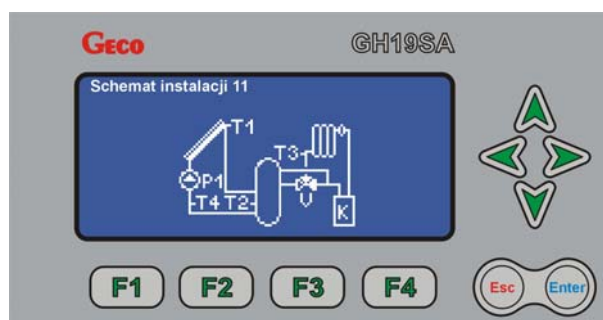 GECO
GH19SA
Schemat instalacji 11
T1
T3
P1
T4 T2
K
F1 F2 F3 F4
Esc Enter